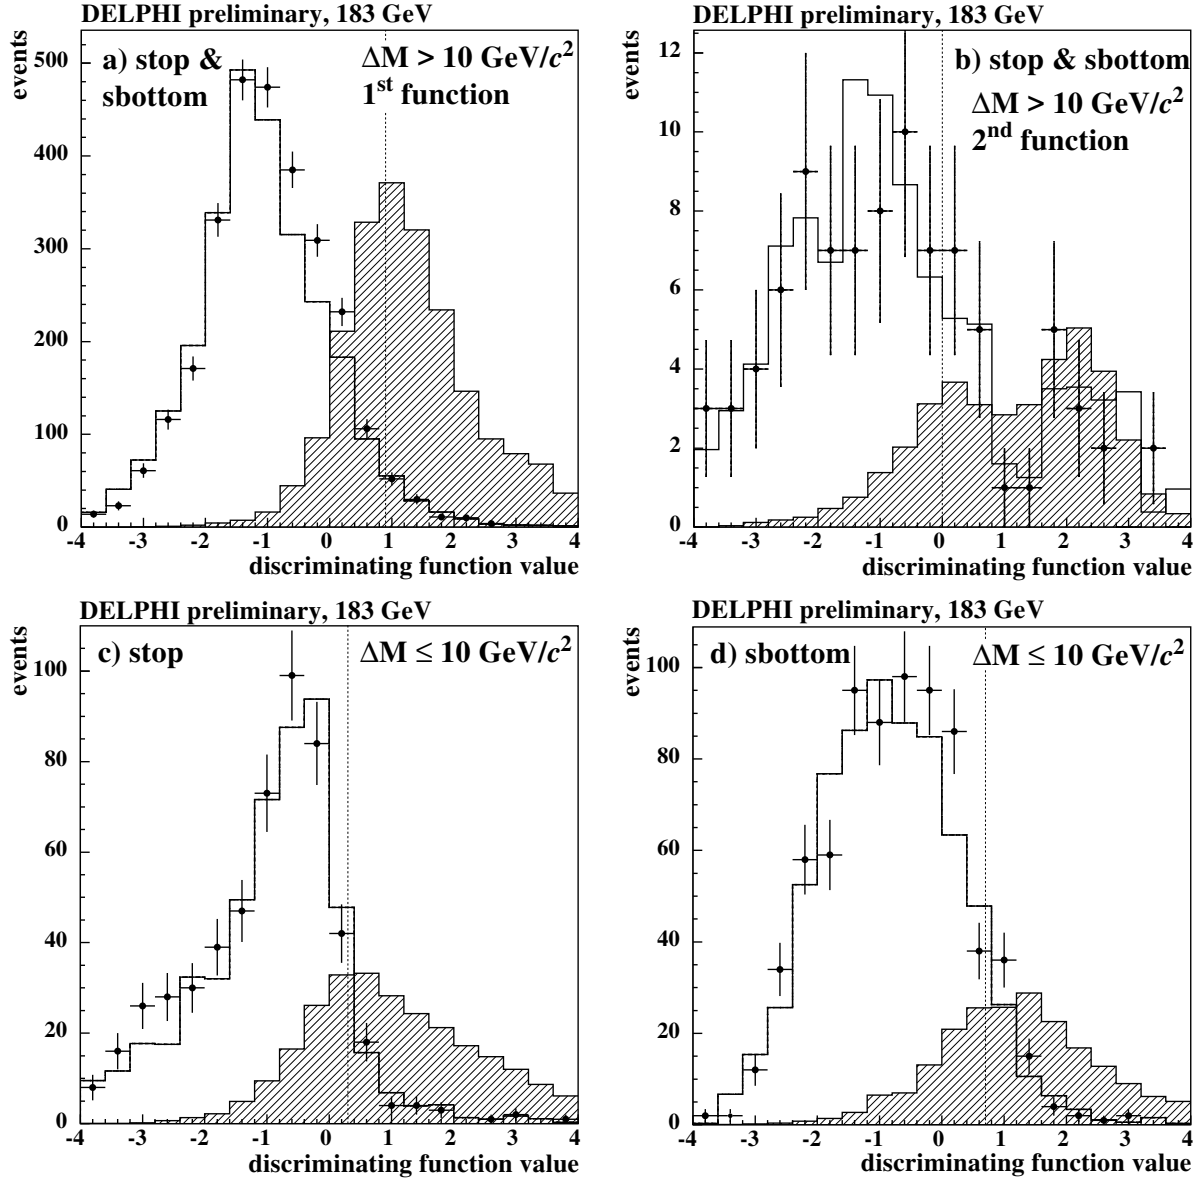 DELPHI preliminary, 183 GeV
events
a) stop &
sbottom
ΔM > 10 GeV/c²
1st function
500
400
300
200
100
0
-4 -3 -2 -1 0 1 2 3 4
discriminating function value
DELPHI preliminary, 183 GeV
events
b) stop & sbottom
ΔM > 10 GeV/c²
2nd function
12
10
8
6
4
2
0
-4 -3 -2 -1 0 1 2 3 4
discriminating function value
DELPHI preliminary, 183 GeV
events
c) stop
ΔM ≤ 10 GeV/c²
100
80
60
40
20
0
-4 -3 -2 -1 0 1 2 3 4
discriminating function value
DELPHI preliminary, 183 GeV
events
d) sbottom
ΔM ≤ 10 GeV/c²
100
80
60
40
20
0
-4 -3 -2 -1 0 1 2 3 4
discriminating function value